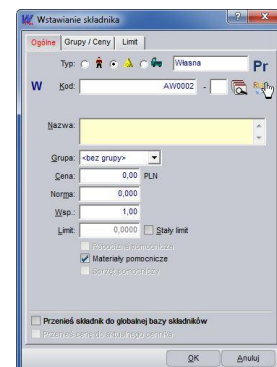 Wstawianie składnika
Ogólne Grupy / Ceny Limit
Typ: Własna Pr
W Kod: AW0002 -
Nazwa:
Grupa: <bez grupy>
Cena: 0,00 PLN
Norma: 0,000
Wsp.: 1,00
Limit: 0,0000 Stały limit
Robocizna pomocnicza
Materiały pomocnicze
Sprzęt pomocniczy
Przenieś składnik do globalnej bazy składników
Przenieś cenę do aktualnego cennika
OK Anuluj